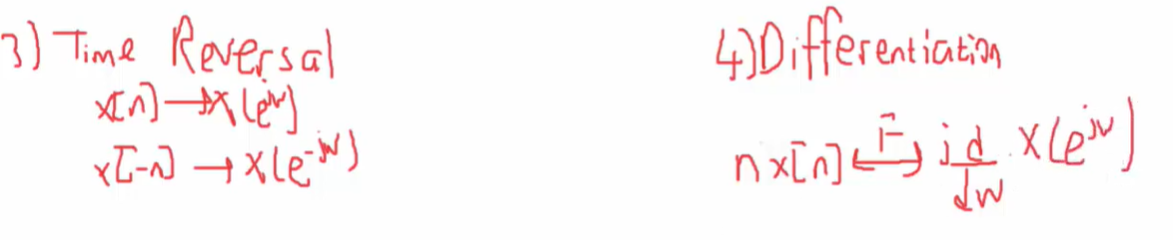 3) Time Reversal
x[n] → X(e^jw)
x[-n] → X(e^-jw)
4) Differentiation
n x[n] <-F-> j d/dw . X(e^jw)